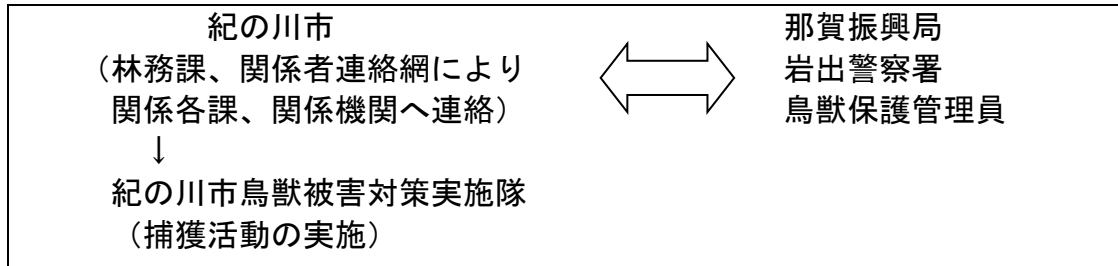 紀の川市
（林務課、関係者連絡網により
関係各課、関係機関へ連絡）
↓
紀の川市鳥獣被害対策実施隊
（捕獲活動の実施）
那賀振興局
岩出警察署
鳥獣保護管理員